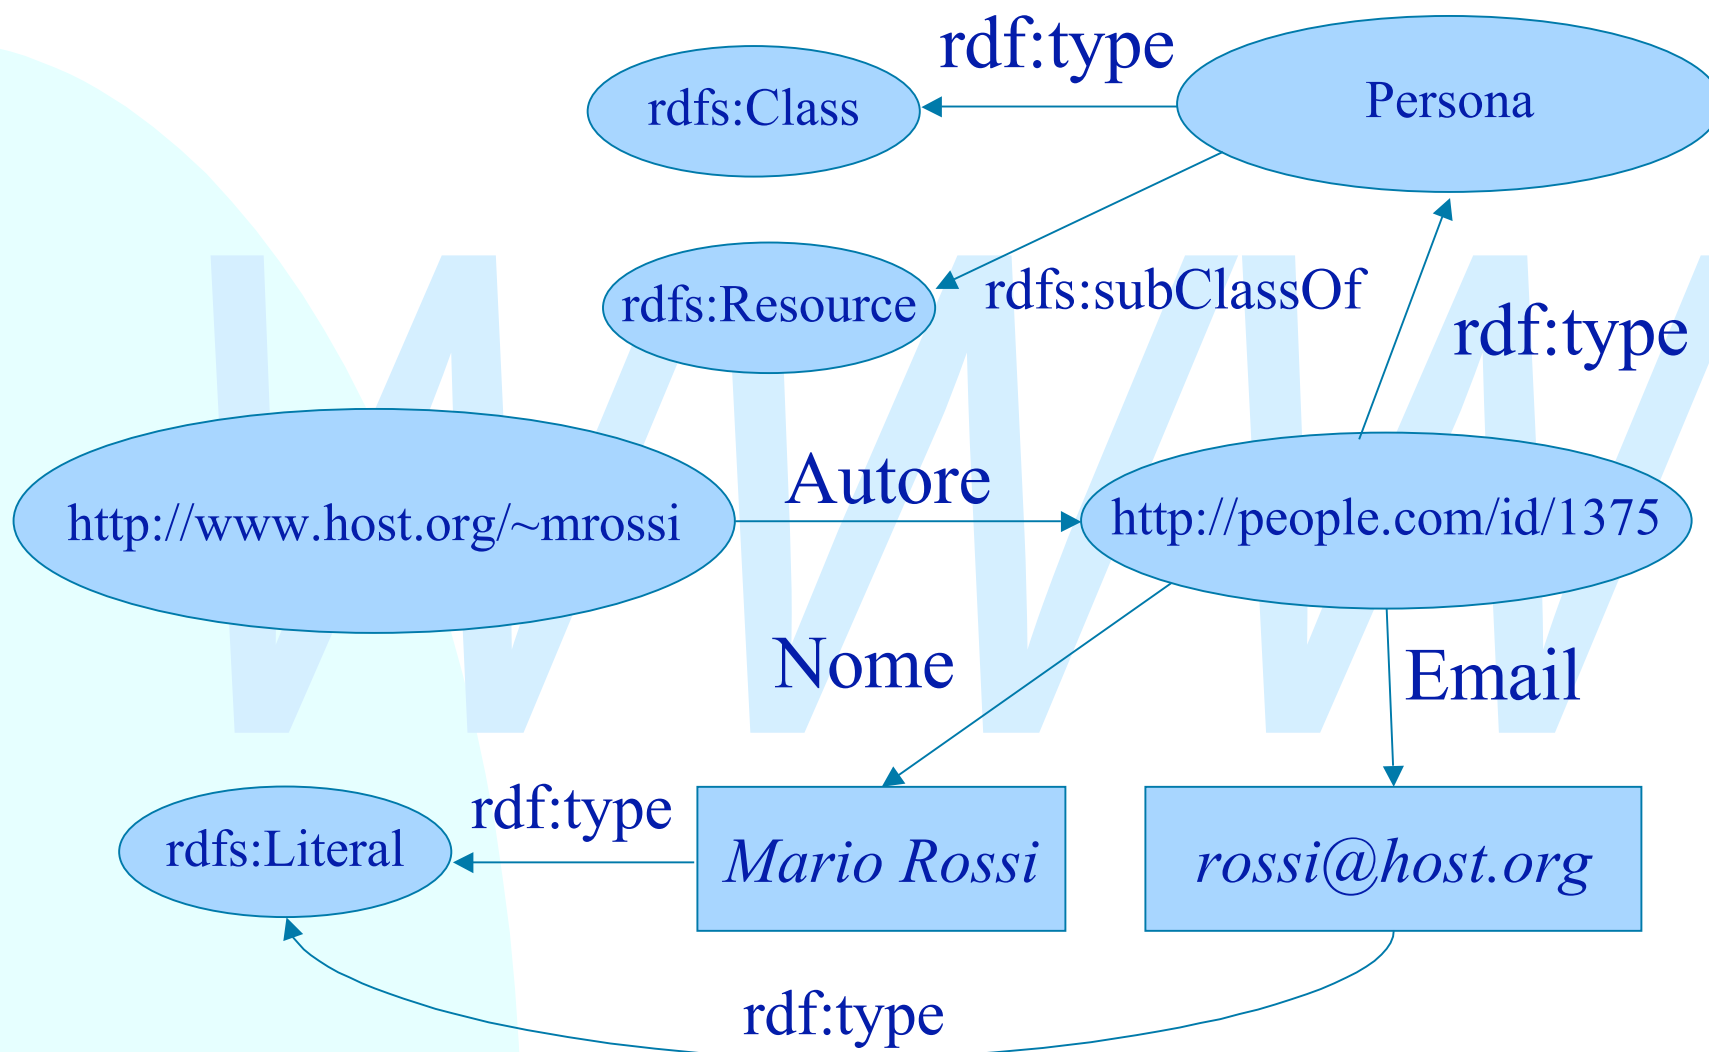 rdf:type
Persona
rdfs:Class
rdfs:Resource
rdfs:subClassOf
rdf:type
http://www.host.org/~mrossi
Autore
http://people.com/id/1375
Nome
Email
rdf:type
rdfs:Literal
Mario Rossi
rossi@host.org
rdf:type
WWW